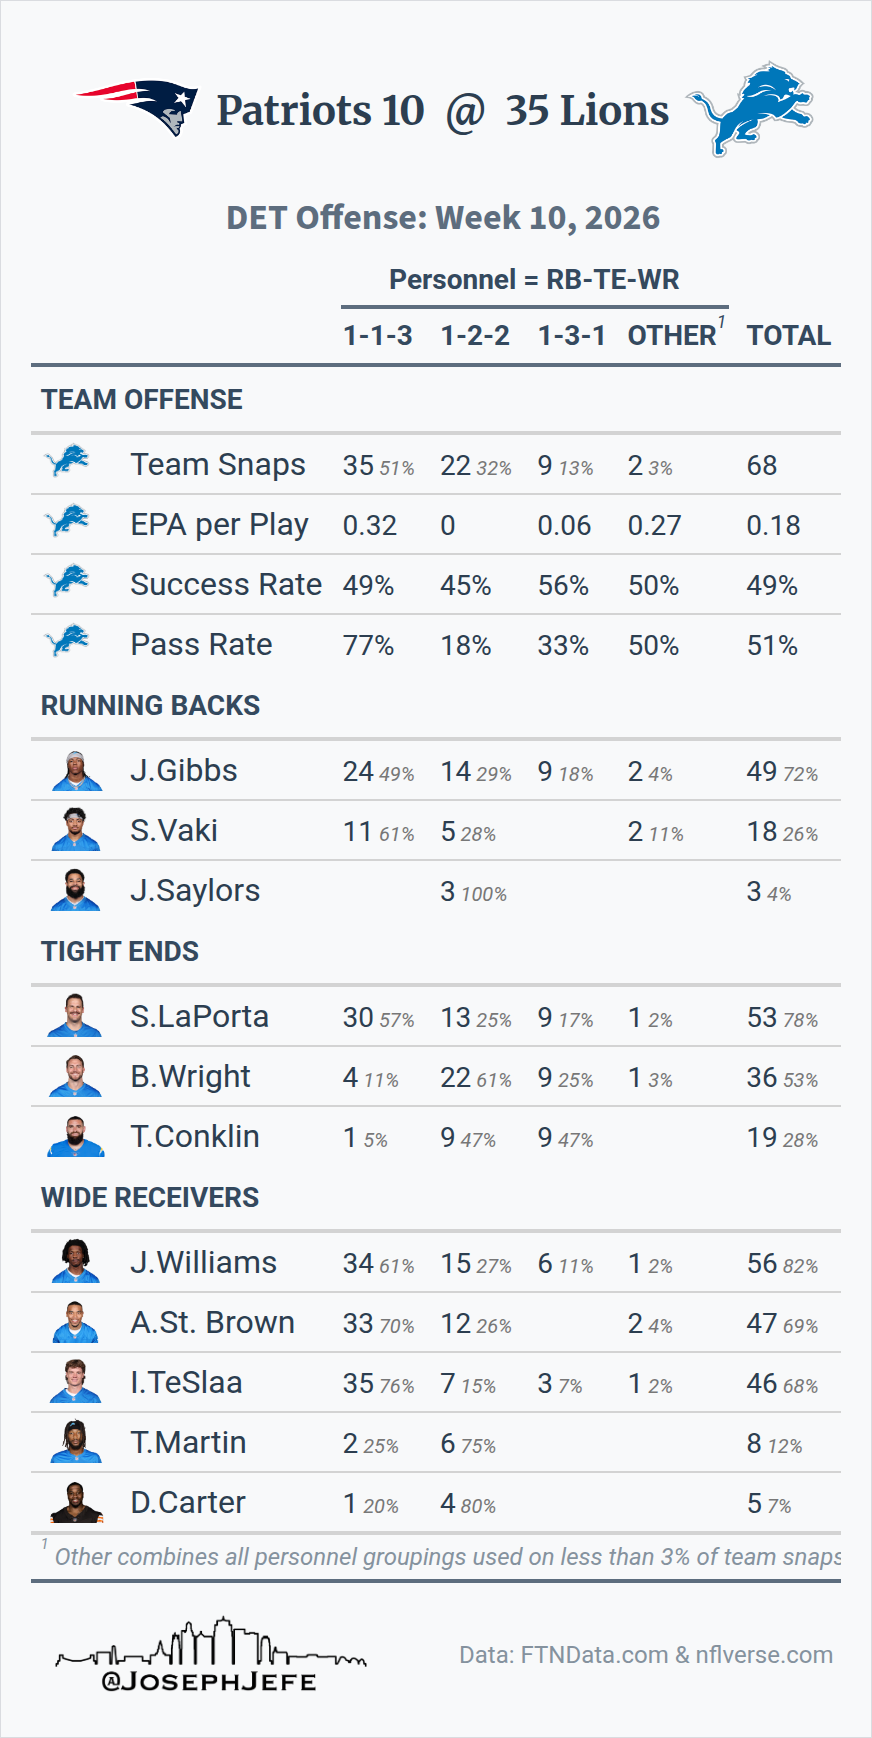 Patriots 10 @ 35 Lions
DET Offense: Week 10, 2026
Personnel = RB-TE-WR
1-1-3 1-2-2 1-3-1 OTHER1 TOTAL
TEAM OFFENSE
Team Snaps 35 51% 22 32% 9 13% 2 3% 68
EPA per Play 0.32 0 0.06 0.27 0.18
Success Rate 49% 45% 56% 50% 49%
Pass Rate 77% 18% 33% 50% 51%
RUNNING BACKS
J.Gibbs 24 49% 14 29% 9 18% 2 4% 49 72%
S.Vaki 11 61% 5 28% 2 11% 18 26%
J.Saylors 3 100% 3 4%
TIGHT ENDS
S.LaPorta 30 57% 13 25% 9 17% 1 2% 53 78%
B.Wright 4 11% 22 61% 9 25% 1 3% 36 53%
T.Conklin 1 5% 9 47% 9 47% 19 28%
WIDE RECEIVERS
J.Williams 34 61% 15 27% 6 11% 1 2% 56 82%
A.St. Brown 33 70% 12 26% 2 4% 47 69%
I.TeSlaa 35 76% 7 15% 3 7% 1 2% 46 68%
T.Martin 2 25% 6 75% 8 12%
D.Carter 1 20% 4 80% 5 7%
1 Other combines all personnel groupings used on less than 3% of team snaps
@JosephJefe
Data: FTNData.com & nflverse.com